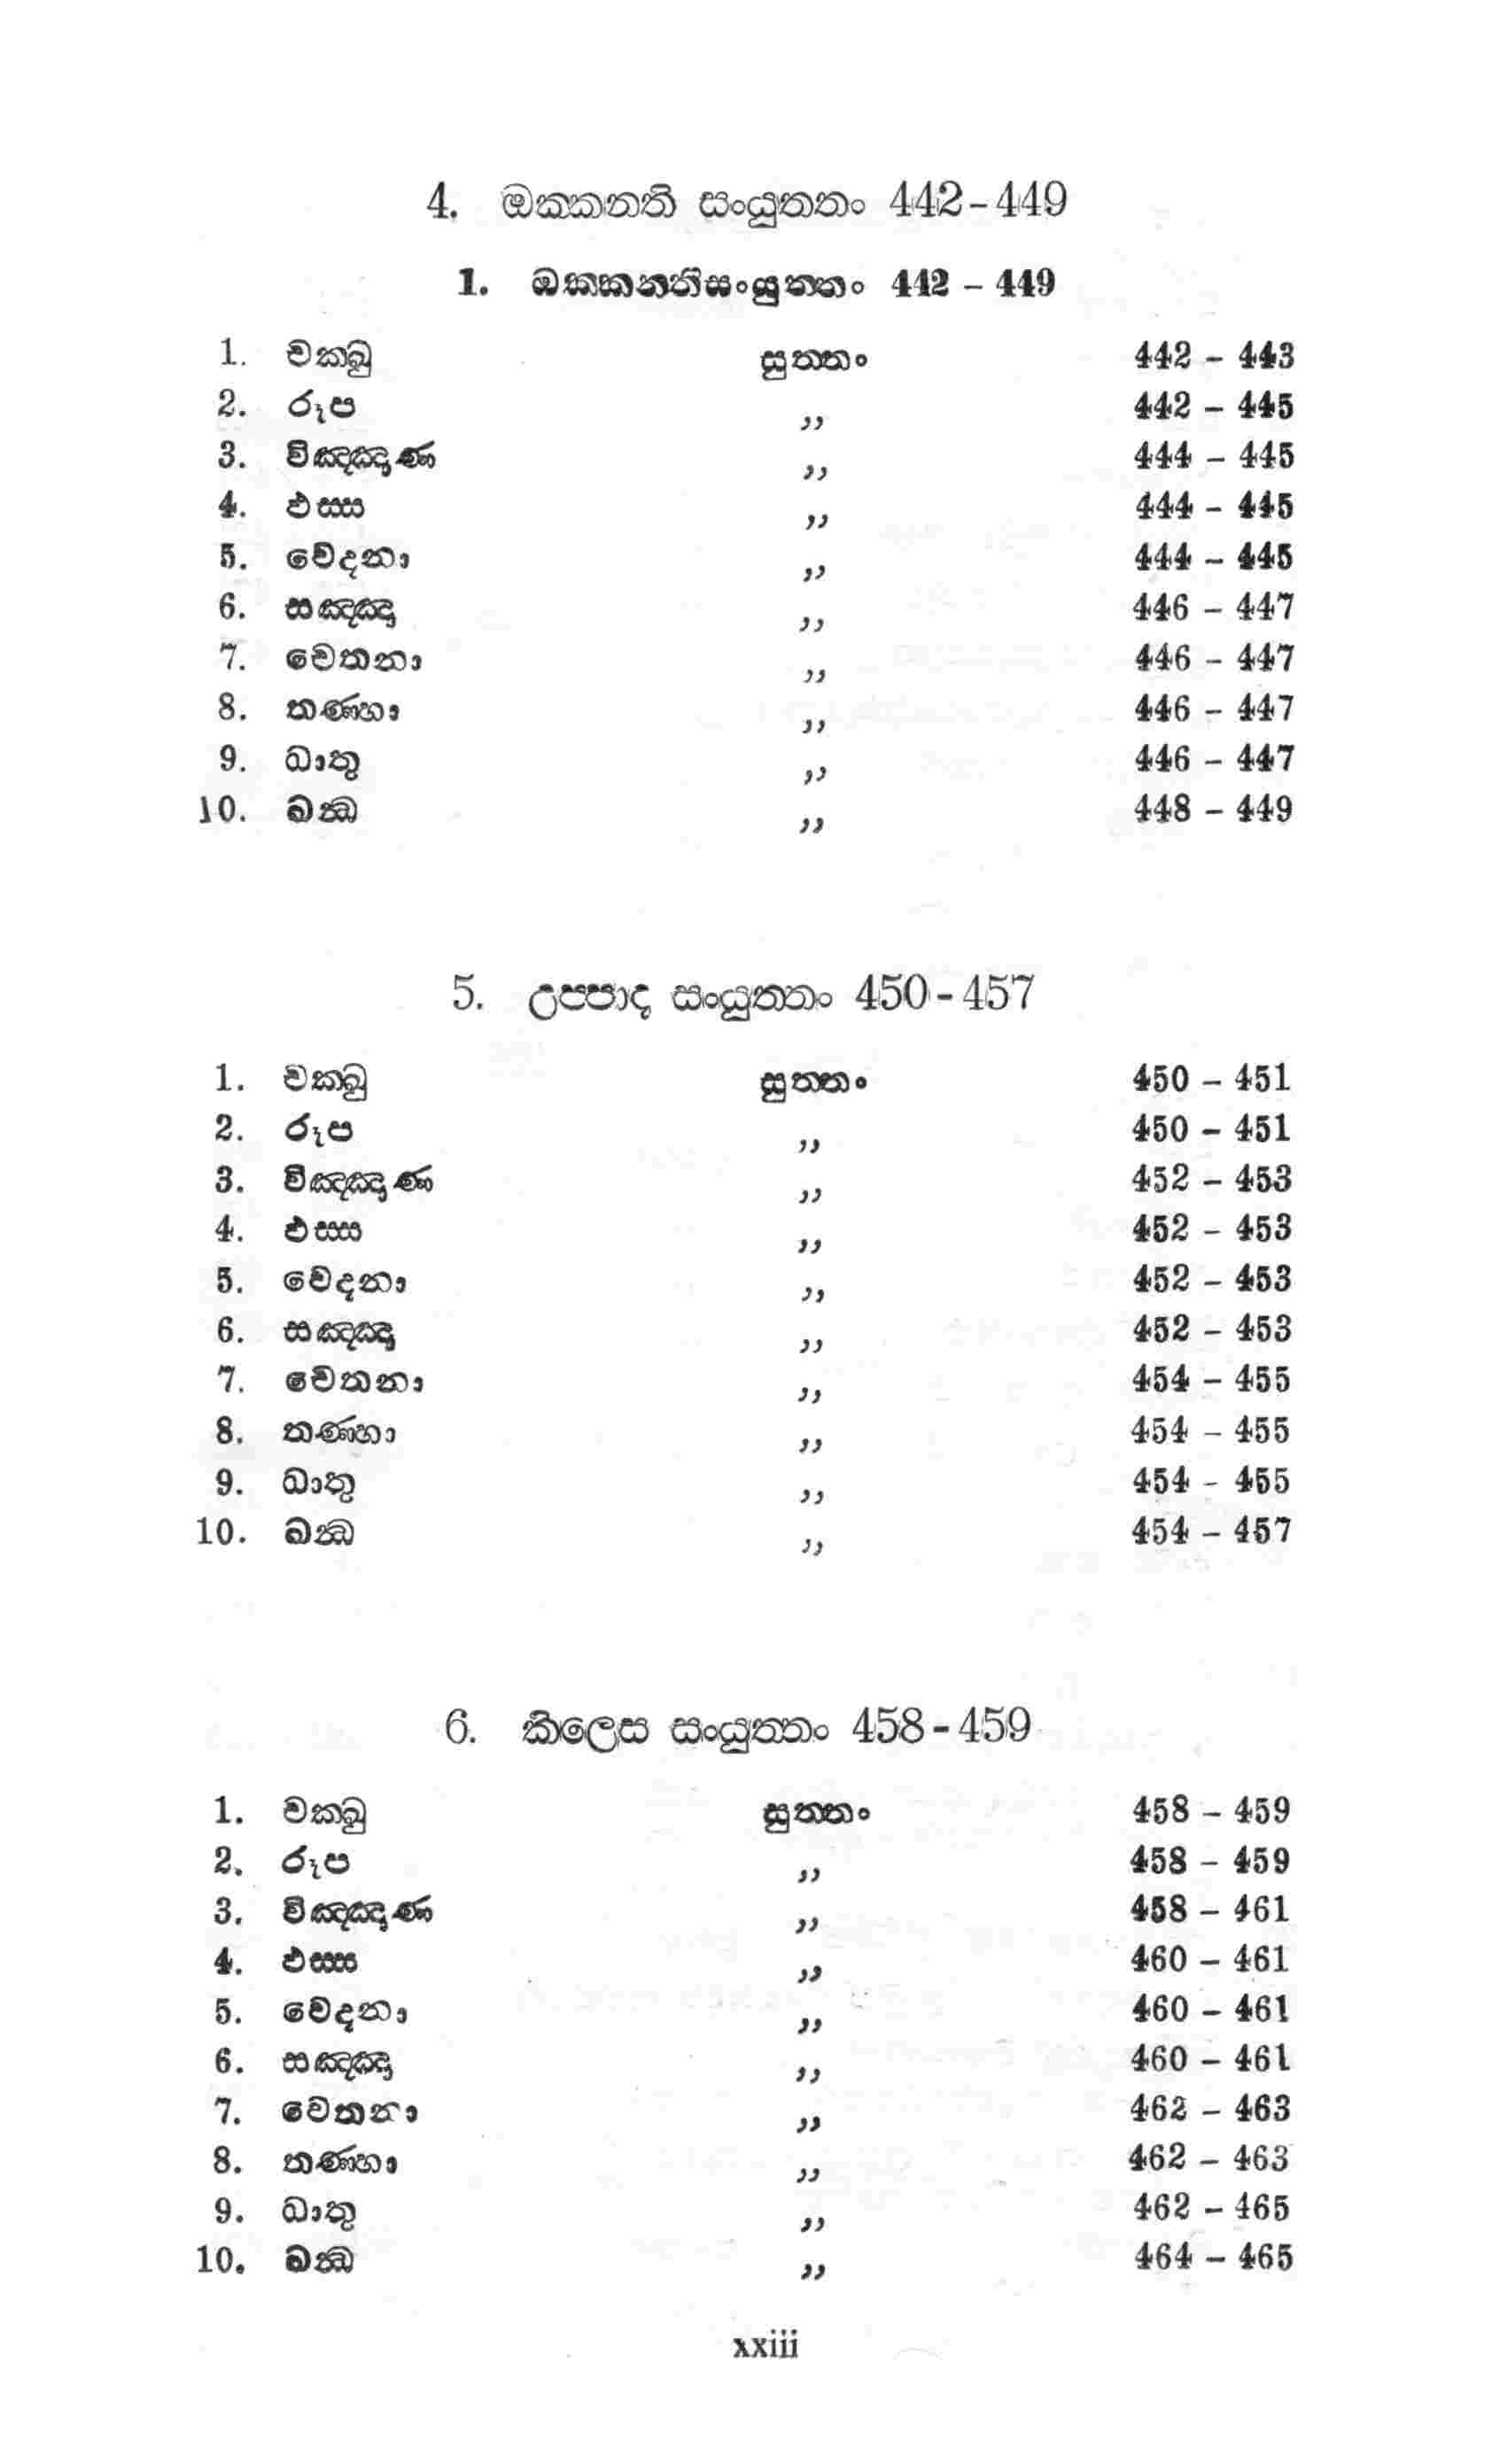 4. ඔක‍්කන‍්ති සංයුත‍්තං 442-449
1. ඔක‍්කන‍්තිසංයුත‍්තං 442 - 449
1. චක‍්ඛු සුත‍්තං 442 - 443
2. රූප ,, 442 - 445
3. විඤ‍්ඤාණ ,, 444 - 445
4. ඵස‍්ස ,, 444 - 445
5. වේදනා ,, 444 - 445
6. සඤ‍්ඤා ,, 446 - 447
7. චේතනා ,, 446 - 447
8. තණ‍්හා ,, 446 - 447
9. ධාතු ,, 446 - 447
10. ඛන‍්ධ ,, 448 - 449
5. උප‍්පාද සංයුත‍්තං 450-457
1. චක‍්ඛු සුත‍්තං 450 - 451
2. රූප ,, 450 - 451
3. විඤ‍්ඤාණ ,, 452 - 453
4. ඵස‍්ස ,, 452 - 453
5. වේදනා ,, 452 - 453
6. සඤ‍්ඤා ,, 452 - 453
7. චේතනා ,, 454 - 455
8. තණ‍්හා ,, 454 - 455
9. ධාතු ,, 454 - 455
10. ඛන‍්ධ ,, 454 - 457
6. කිලෙස සංයුත‍්තං 458-459
1. චක‍්ඛු සුත‍්තං 458 - 459
2. රූප ,, 458 - 459
3. විඤ‍්ඤාණ ,, 458 - 461
4. ඵස‍්ස ,, 460 - 461
5. වේදනා ,, 460 - 461
6. සඤ‍්ඤා ,, 460 - 461
7. චේතනා ,, 462 - 463
8. තණ‍්හා ,, 462 - 463
9. ධාතු ,, 462 - 465
10. ඛන‍්ධ ,, 464 - 465
xxiii